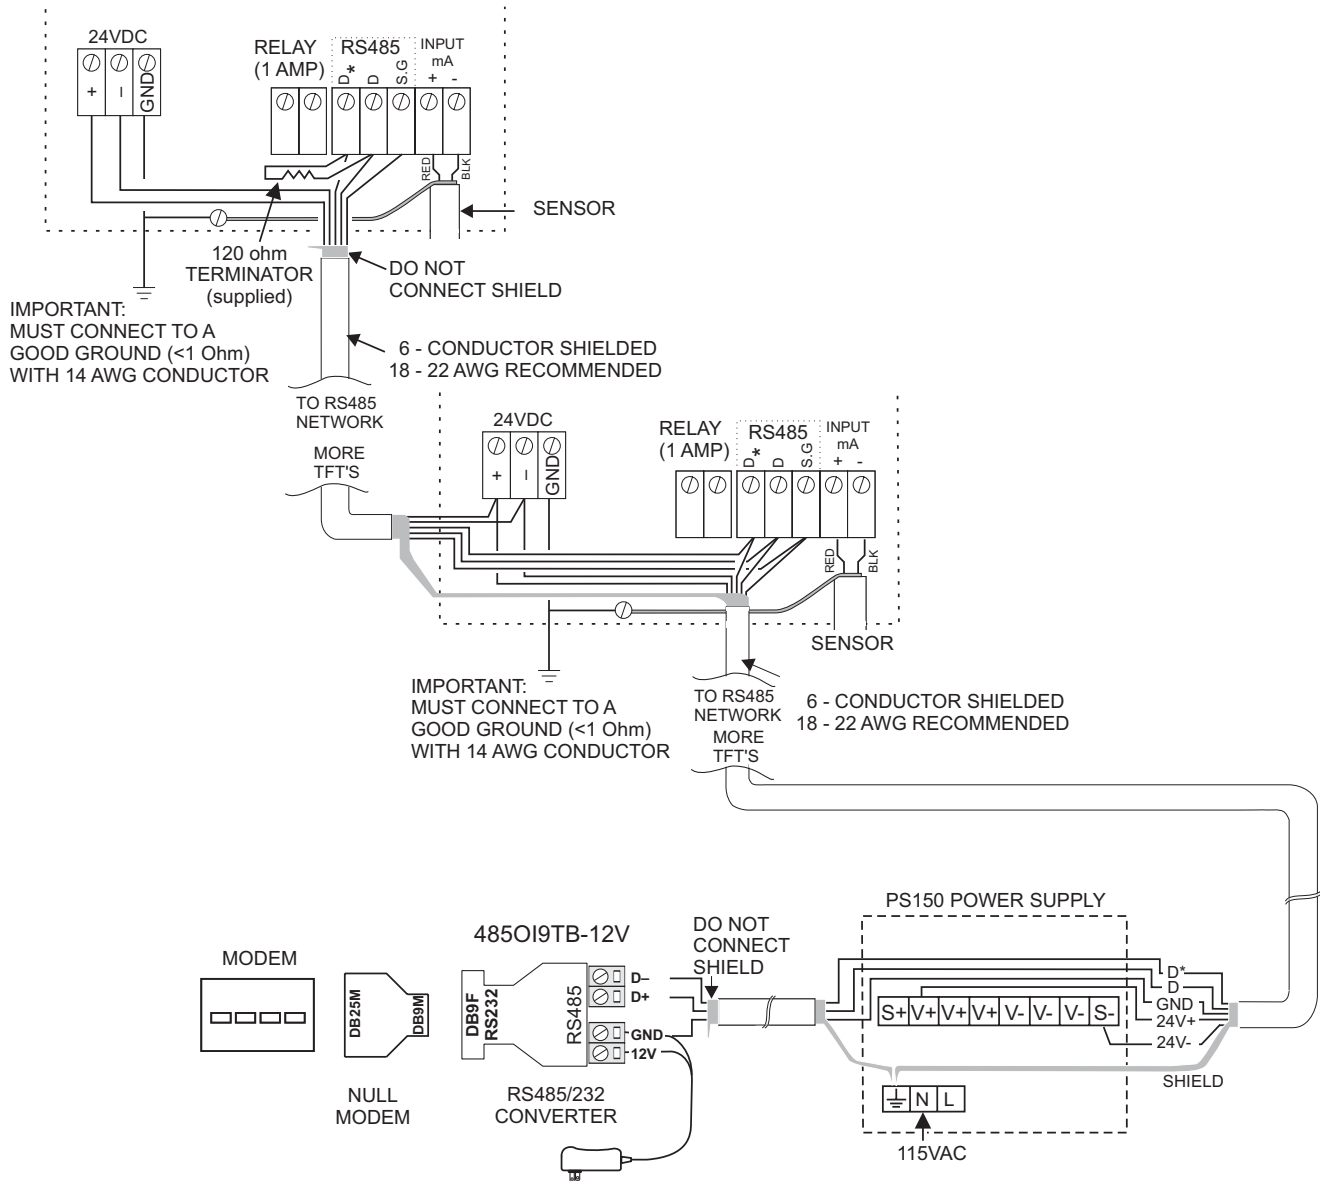 24VDC
+
–
GND
RELAY
(1 AMP)
RS485
D*
D
S.G
INPUT
mA
+
-
RED
BLK
SENSOR
120 ohm
TERMINATOR
(supplied)
DO NOT
CONNECT SHIELD
IMPORTANT:
MUST CONNECT TO A
GOOD GROUND (<1 Ohm)
WITH 14 AWG CONDUCTOR
6 - CONDUCTOR SHIELDED
18 - 22 AWG RECOMMENDED
TO RS485
NETWORK
MORE
TFT'S
24VDC
+
–
GND
RELAY
(1 AMP)
RS485
D*
D
S.G
INPUT
mA
+
-
RED
BLK
SENSOR
IMPORTANT:
MUST CONNECT TO A
GOOD GROUND (<1 Ohm)
WITH 14 AWG CONDUCTOR
TO RS485
NETWORK
MORE
TFT'S
6 - CONDUCTOR SHIELDED
18 - 22 AWG RECOMMENDED
PS150 POWER SUPPLY
485OI9TB-12V
DO NOT
CONNECT
SHIELD
MODEM
DB25M
DB9M
NULL
MODEM
DB9F
RS232
RS485
D–
D+
GND
12V
RS485/232
CONVERTER
S+ V+ V+ V+ V- V- V- S-
D*
D
GND
24V+
24V-
SHIELD
N L
115VAC